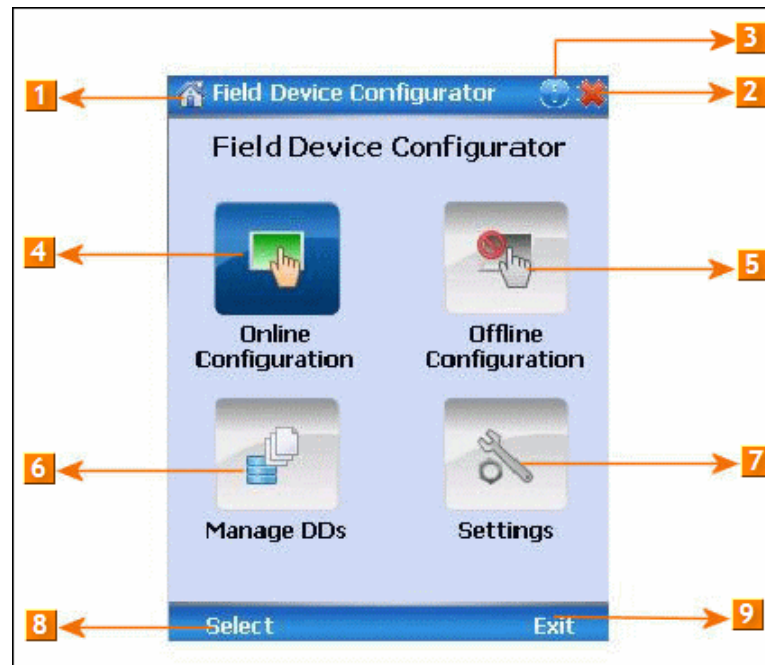 3
1
Field Device Configurator
2
Field Device Configurator
4
5
Online
Configuration
Offline
Configuration
6
7
Manage DDs
Settings
8
Select
Exit
9